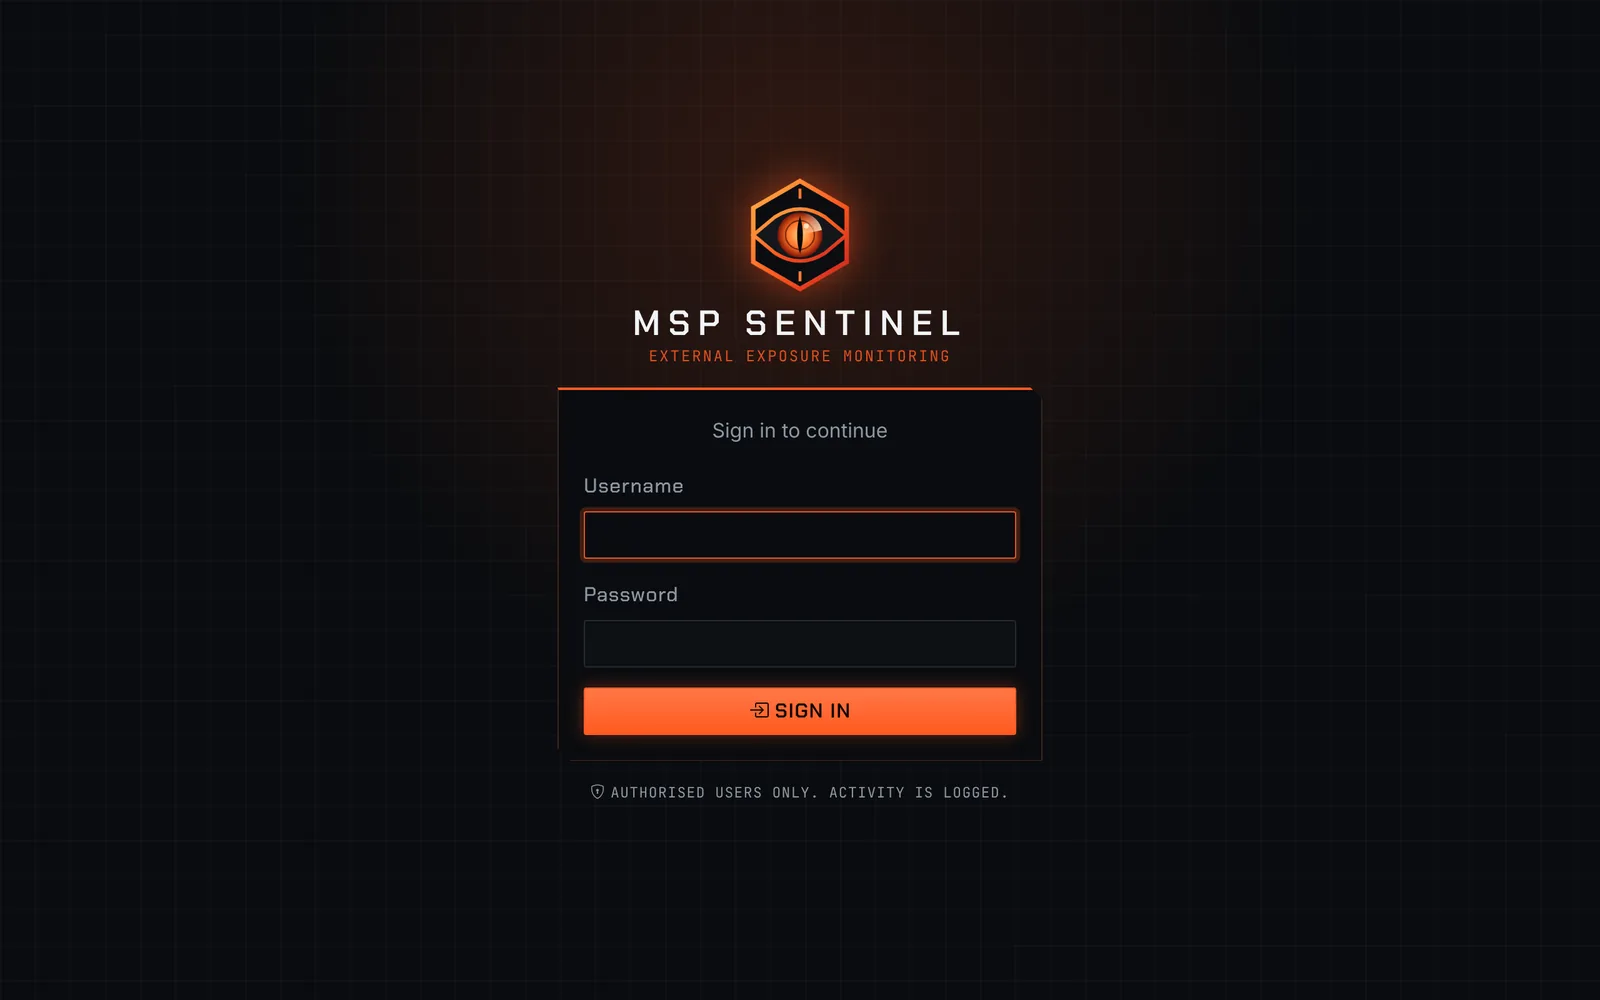 MSP SENTINEL
EXTERNAL EXPOSURE MONITORING
Sign in to continue
Username
Password
SIGN IN
AUTHORISED USERS ONLY. ACTIVITY IS LOGGED.